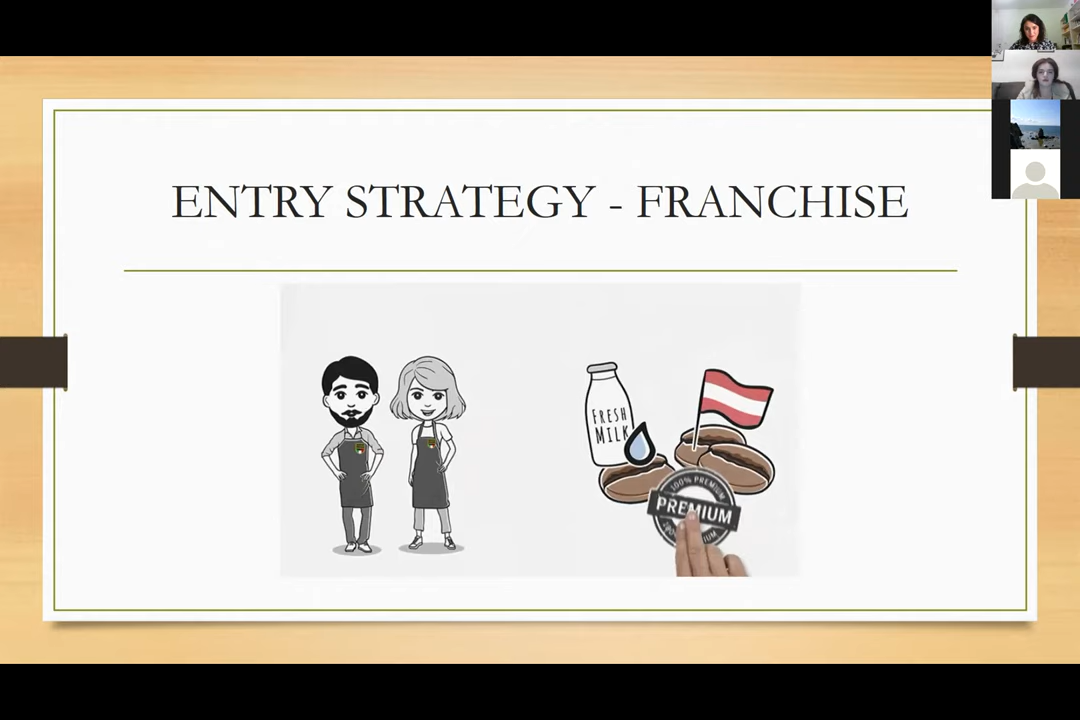 ENTRY STRATEGY - FRANCHISE
FRESH
MILK
100% PREMIUM
PREMIUM